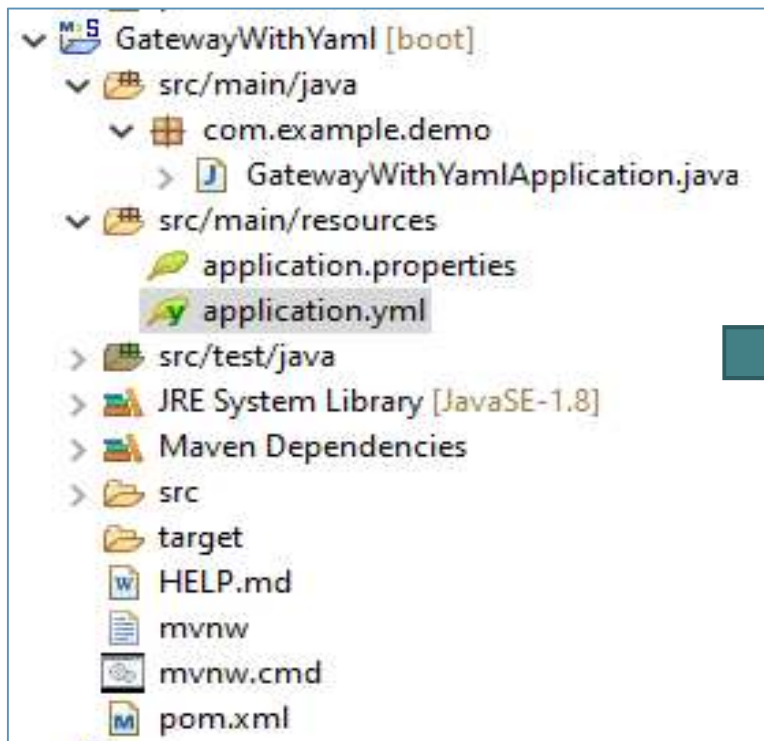 GatewayWithYaml [boot]
src/main/java
com.example.demo
GatewayWithYamlApplication.java
src/main/resources
application.properties
application.yml
src/test/java
JRE System Library [JavaSE-1.8]
Maven Dependencies
src
target
HELP.md
mvnw
mvnw.cmd
pom.xml